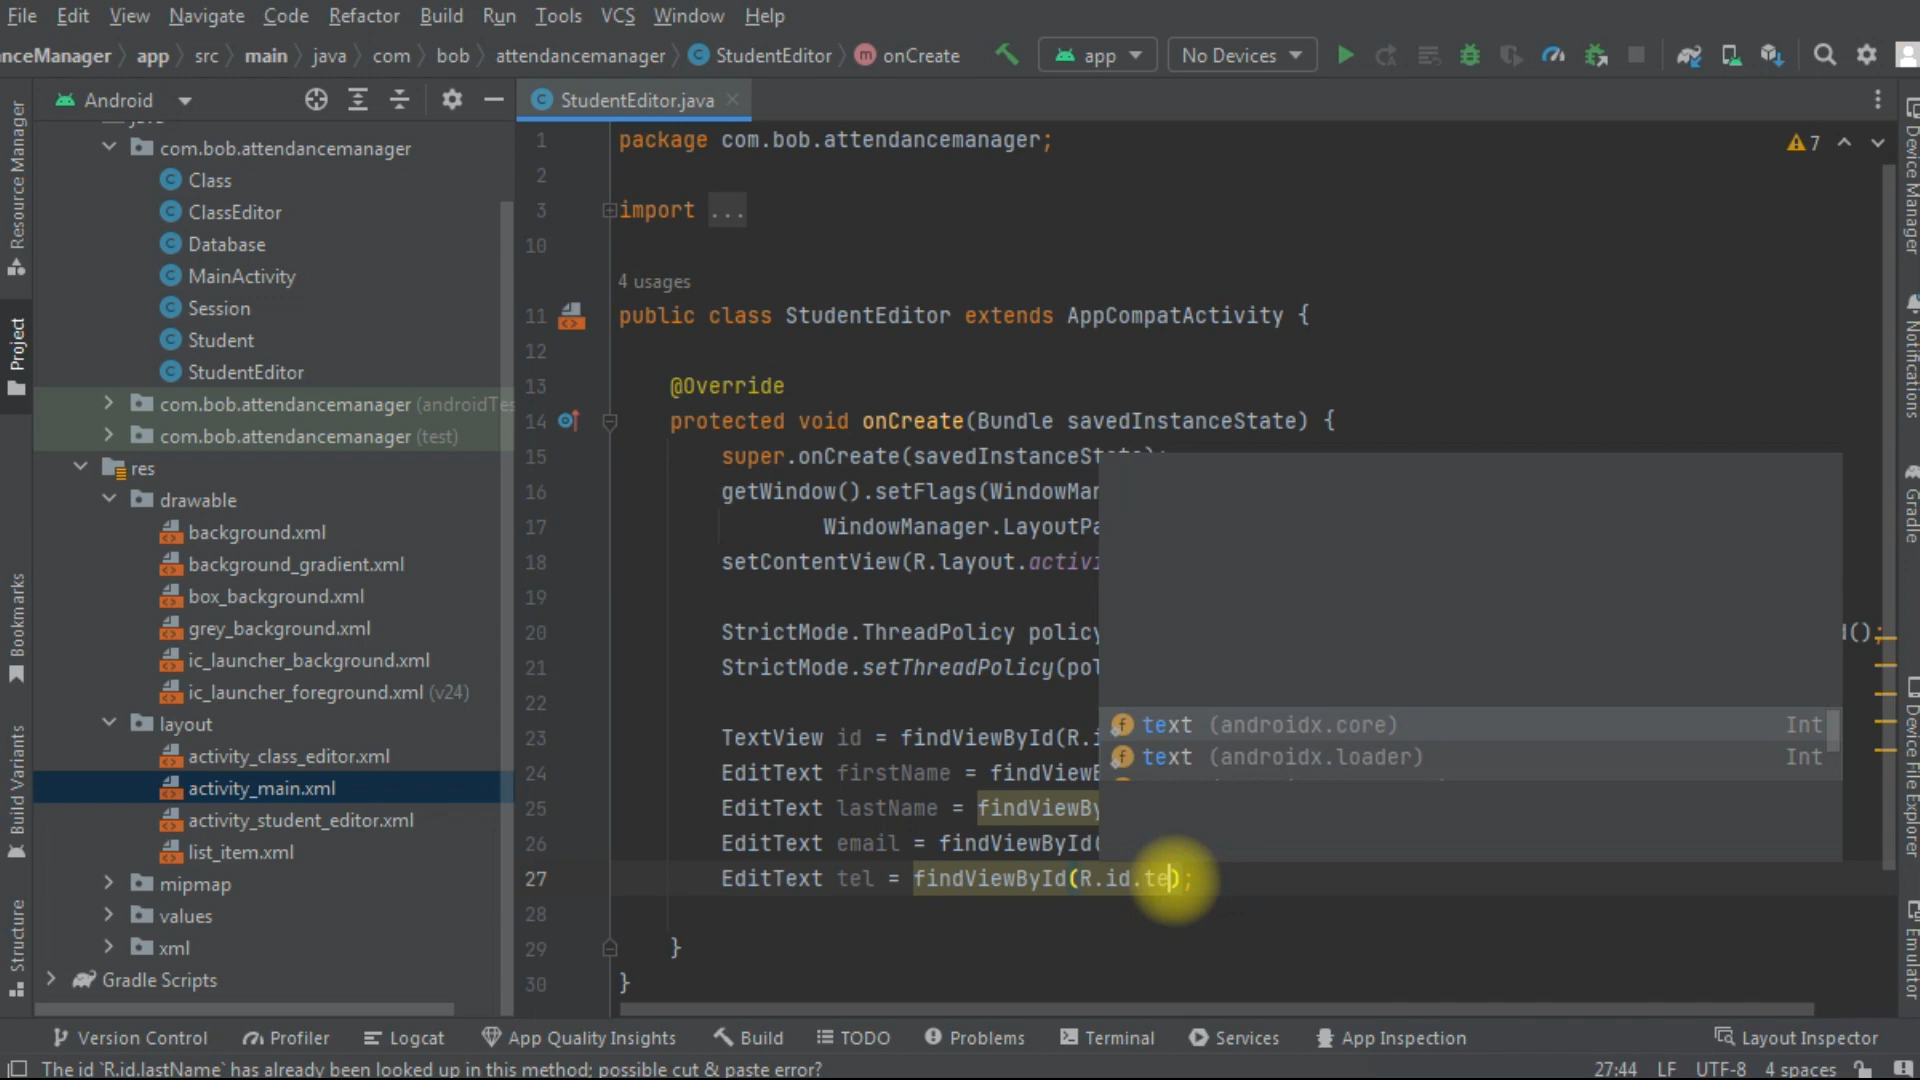 File Edit View Navigate Code Refactor Build Run Tools VCS Window Help
nceManager app src main java com bob attendancemanager StudentEditor onCreate app No Devices
Android
StudentEditor.java
Resource Manager
Project
Bookmarks
Build Variants
Structure
com.bob.attendancemanager
Class
ClassEditor
Database
MainActivity
Session
Student
StudentEditor
com.bob.attendancemanager (androidTes
com.bob.attendancemanager (test)
res
drawable
background.xml
background_gradient.xml
box_background.xml
grey_background.xml
ic_launcher_background.xml
ic_launcher_foreground.xml (v24)
layout
activity_class_editor.xml
activity_main.xml
activity_student_editor.xml
list_item.xml
mipmap
values
xml
Gradle Scripts
1 package com.bob.attendancemanager;
7
2
3 import ...
10
4 usages
11 public class StudentEditor extends AppCompatActivity {
12
13 @Override
14 protected void onCreate(Bundle savedInstanceState) {
15 super.onCreate(savedInstanceState);
16 getWindow().setFlags(WindowMan
17 WindowManager.LayoutPa
18 setContentView(R.layout.activi
19
20 StrictMode.ThreadPolicy policy d();
21 StrictMode.setThreadPolicy(pol
22
23 TextView id = findViewById(R.i
24 EditText firstName = findViewB
25 EditText lastName = findViewBy
26 EditText email = findViewById(
27 EditText tel = findViewById(R.id.te);
28
29 }
30 }
text (androidx.core) Int
text (androidx.loader) Int
Device Manager
Notifications
Gradle
Device File Explorer
Emulator
Version Control Profiler Logcat App Quality Insights Build TODO Problems Terminal Services App Inspection Layout Inspector
The id `R.id.lastName` has already been looked up in this method; possible cut & paste error? 27:44 LF UTF-8 4 spaces